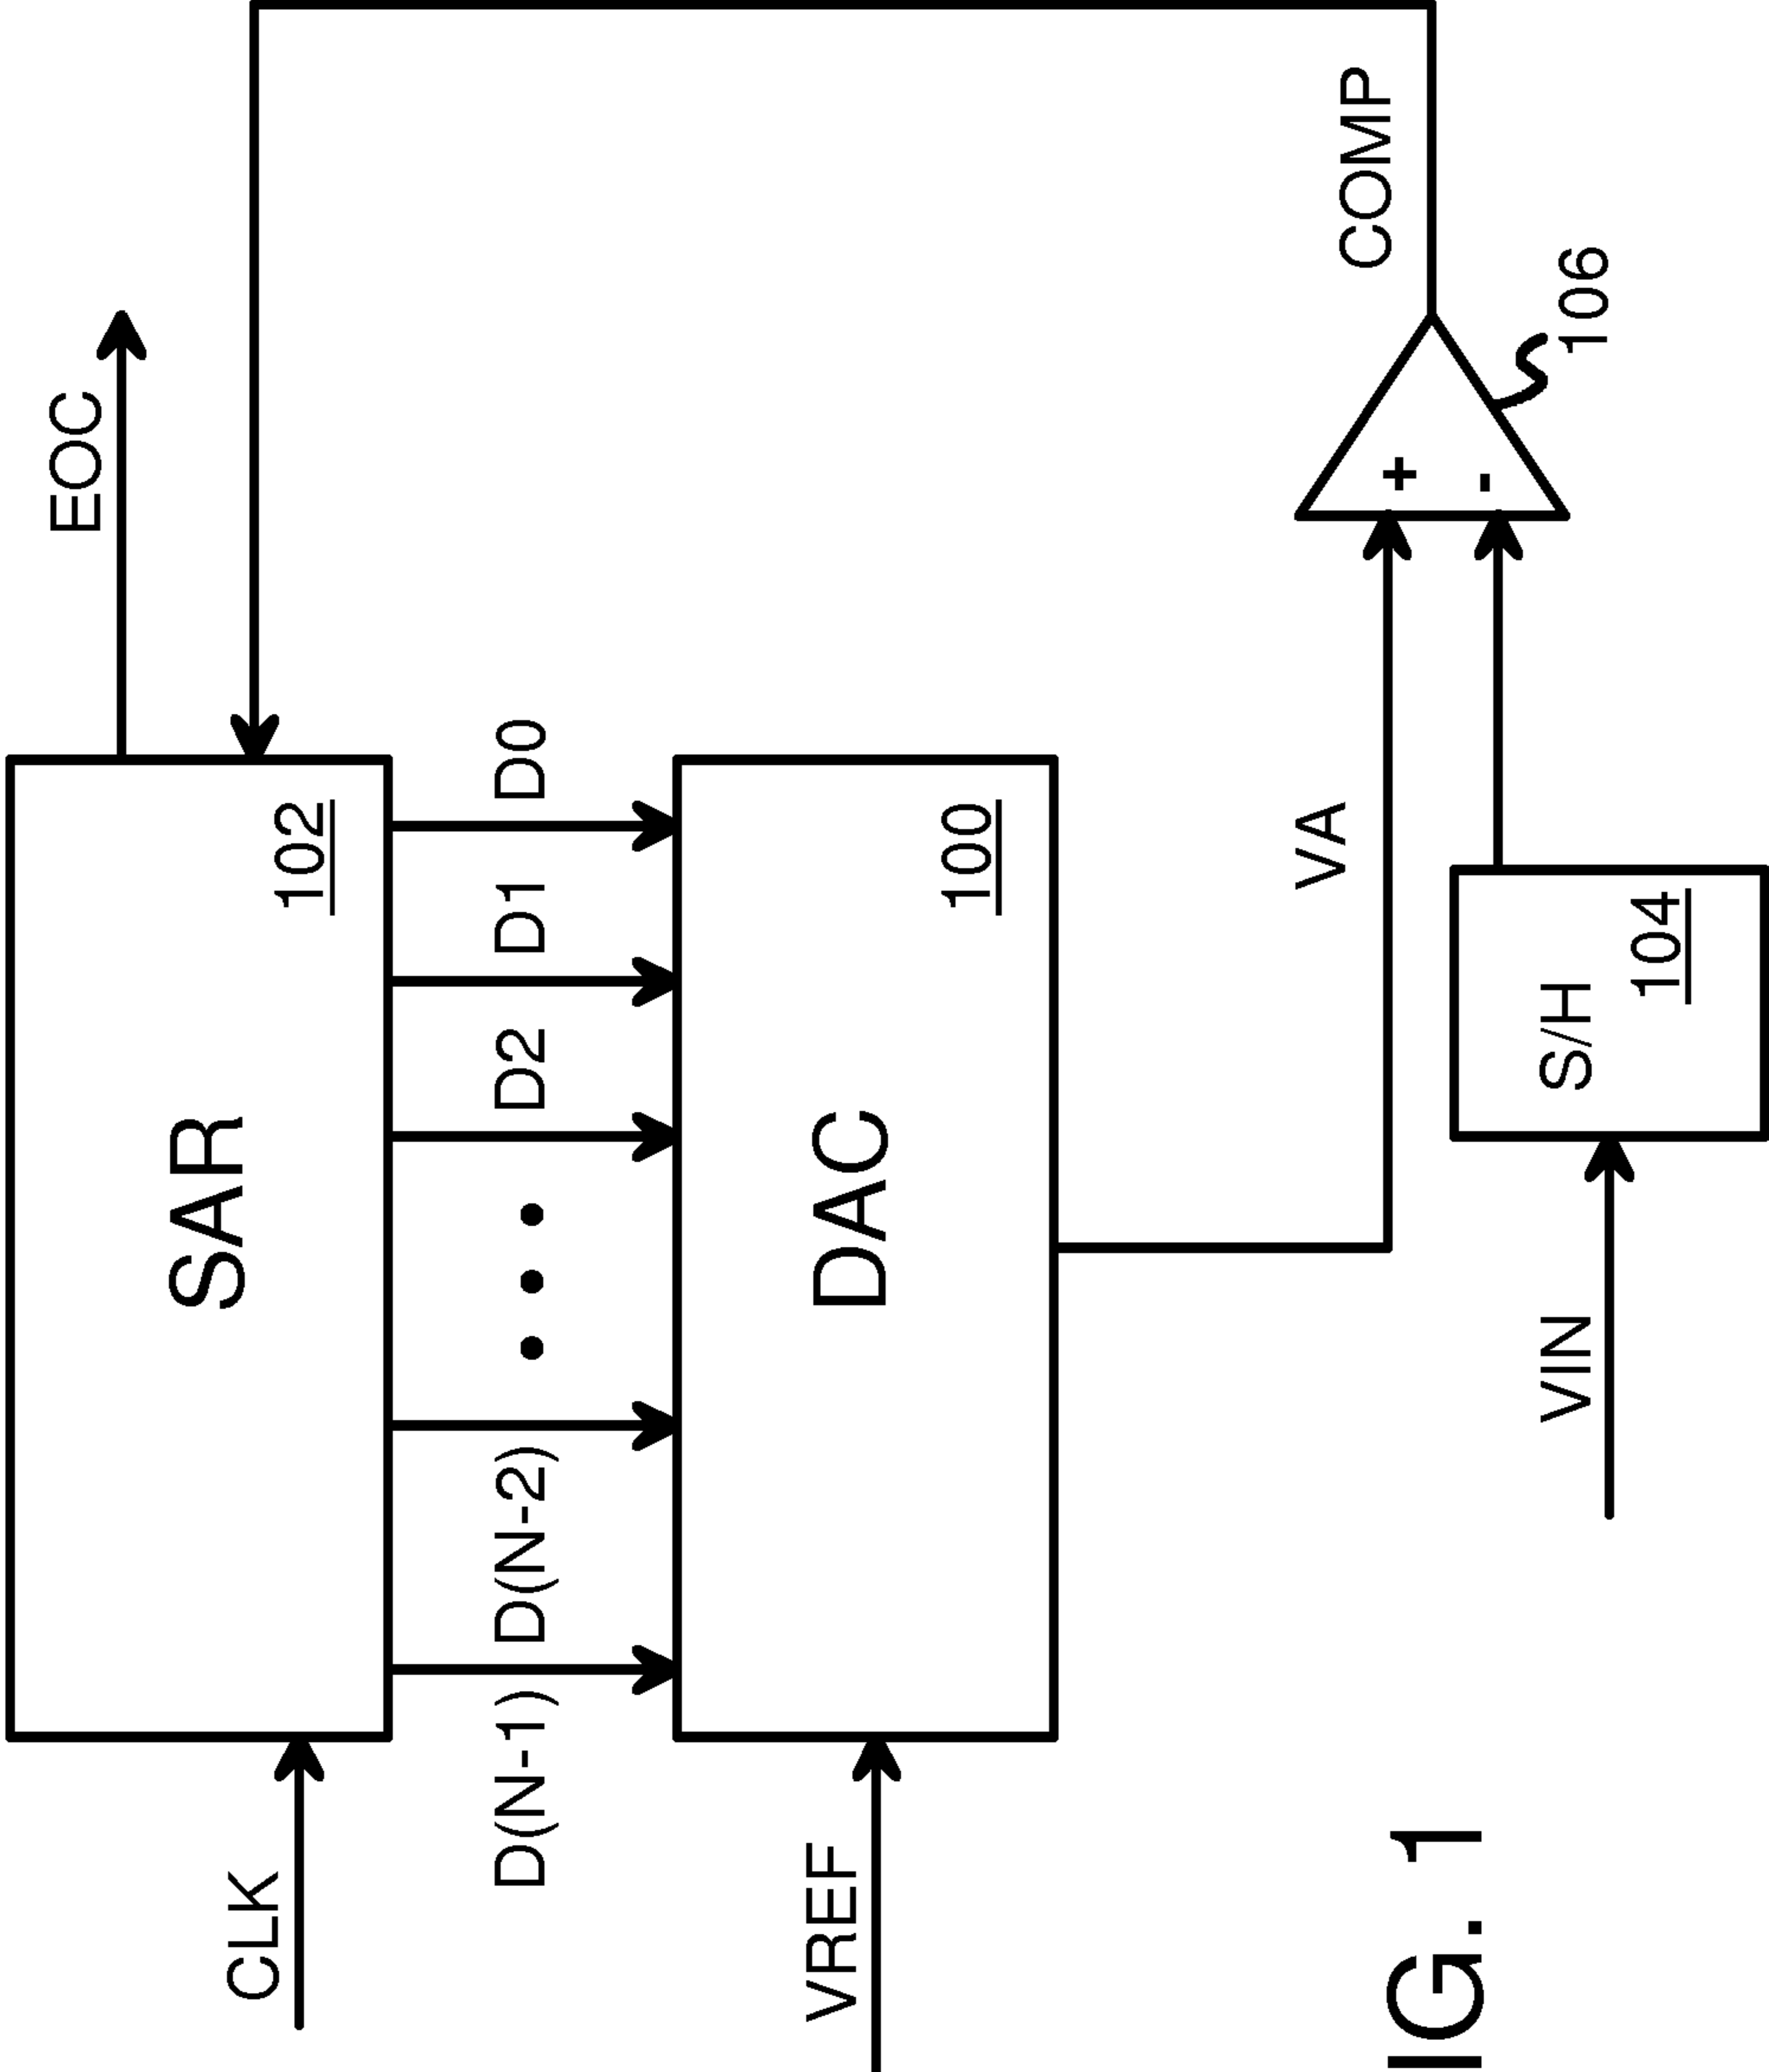 EOC
CLK
SAR
102
D(N-1) D(N-2) D2 D1 D0
VREF
DAC
100
VA
COMP
+
-
106
VIN
S/H
104
IG. 1